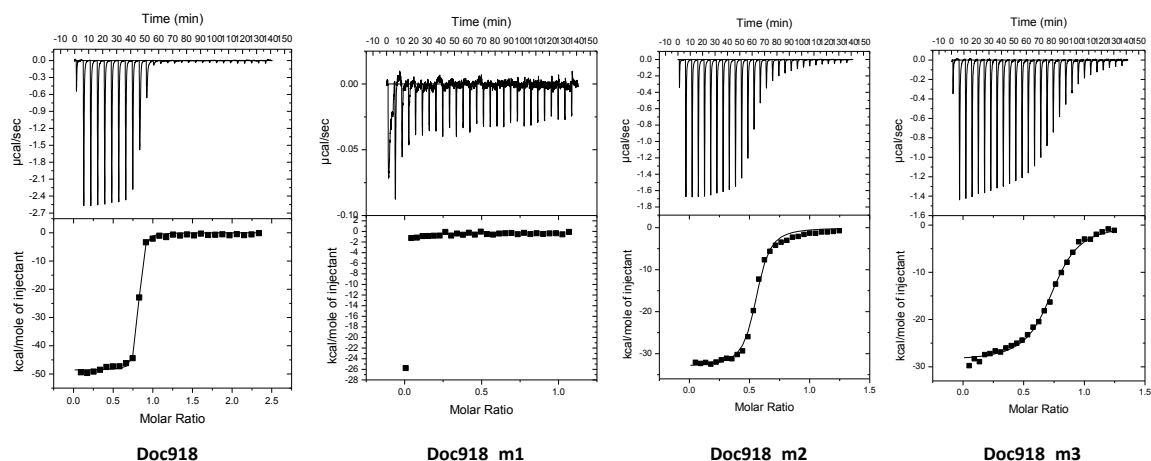 Time (min)
-10 0 10 20 30 40 50 60 70 80 90 100 110 120 130 140 150
0.0
-0.3
-0.6
-0.9
-1.2
-1.5
-1.8
-2.1
-2.4
-2.7
µcal/sec
0
-10
-20
-30
-40
-50
kcal/mole of injectant
0.0 0.5 1.0 1.5 2.0 2.5
Molar Ratio
Doc918
Time (min)
-10 0 10 20 30 40 50 60 70 80 90 100 110 120 130 140 150
0.00
-0.05
-0.10
µcal/sec
2
0
-2
-4
-6
-8
-10
-12
-14
-16
-18
-20
-22
-24
-26
-28
kcal/mole of injectant
0.0 0.5 1.0
Molar Ratio
Doc918_m1
Time (min)
-10 0 10 20 30 40 50 60 70 80 90 100 110 120 130 140 150
0.0
-0.2
-0.4
-0.6
-0.8
-1.0
-1.2
-1.4
-1.6
-1.8
µcal/sec
0
-10
-20
-30
kcal/mole of injectant
0.0 0.5 1.0 1.5
Molar Ratio
Doc918_m2
Time (min)
-10 0 10 20 30 40 50 60 70 80 90 100 110 120 130 140 150
0.0
-0.2
-0.4
-0.6
-0.8
-1.0
-1.2
-1.4
-1.6
µcal/sec
0
-10
-20
-30
kcal/mole of injectant
0.0 0.5 1.0 1.5
Molar Ratio
Doc918_m3